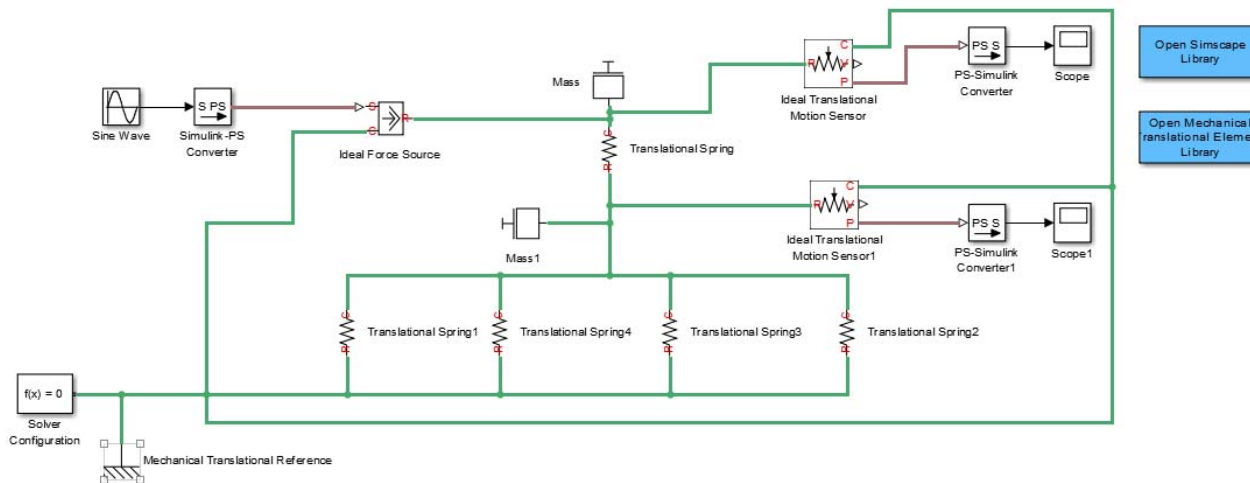 Open Simscape
Library
C
R
V
P
PS S
Ideal Translational
Motion Sensor
PS-Simulink
Converter
Scope
Mass
Open Mechanical
Translational Eleme
Library
Sine Wave
S PS
Simulink-PS
Converter
S
C
R
Ideal Force Source
C
R
Translational Spring
C
R
V
P
PS S
Ideal Translational
Motion Sensor1
PS-Simulink
Converter1
Scope1
Mass1
C
R
Translational Spring1
C
R
Translational Spring4
C
R
Translational Spring3
C
R
Translational Spring2
f(x) = 0
Solver
Configuration
Mechanical Translational Reference